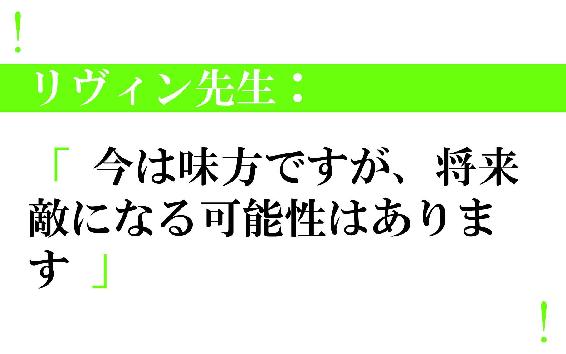 !
リヴィン先生：
「 今は味方ですが、将来
敵になる可能性はありま
す 」
!